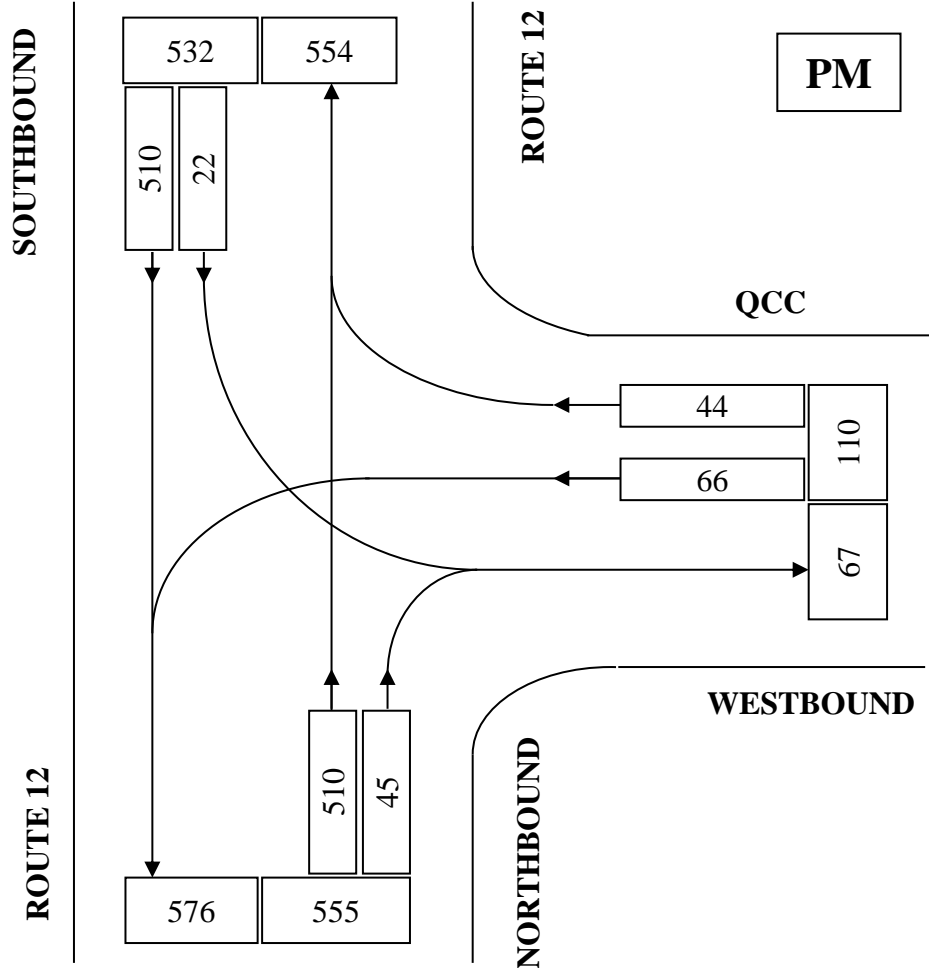 SOUTHBOUND
532
554
ROUTE 12
PM
510
22
QCC
44
110
66
67
WESTBOUND
ROUTE 12
510
45
NORTHBOUND
576
555